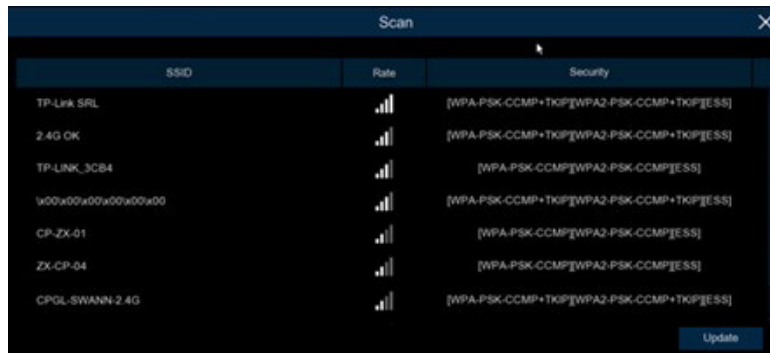 Scan
SSID Rate Security
TP-Link SRL [WPA-PSK-CCMP+TKIP][WPA2-PSK-CCMP+TKIP][ESS]
2.4G OK [WPA-PSK-CCMP+TKIP][WPA2-PSK-CCMP+TKIP][ESS]
TP-LINK_3CB4 [WPA-PSK-CCMP][WPA2-PSK-CCMP][ESS]
\x00\x00\x00\x00\x00\x00 [WPA-PSK-CCMP+TKIP][WPA2-PSK-CCMP+TKIP][ESS]
CP-ZX-01 [WPA-PSK-CCMP][WPA2-PSK-CCMP][ESS]
ZX-CP-04 [WPA-PSK-CCMP][WPA2-PSK-CCMP][ESS]
CPGL-SWANN-2.4G [WPA-PSK-CCMP+TKIP][WPA2-PSK-CCMP+TKIP][ESS]
Update